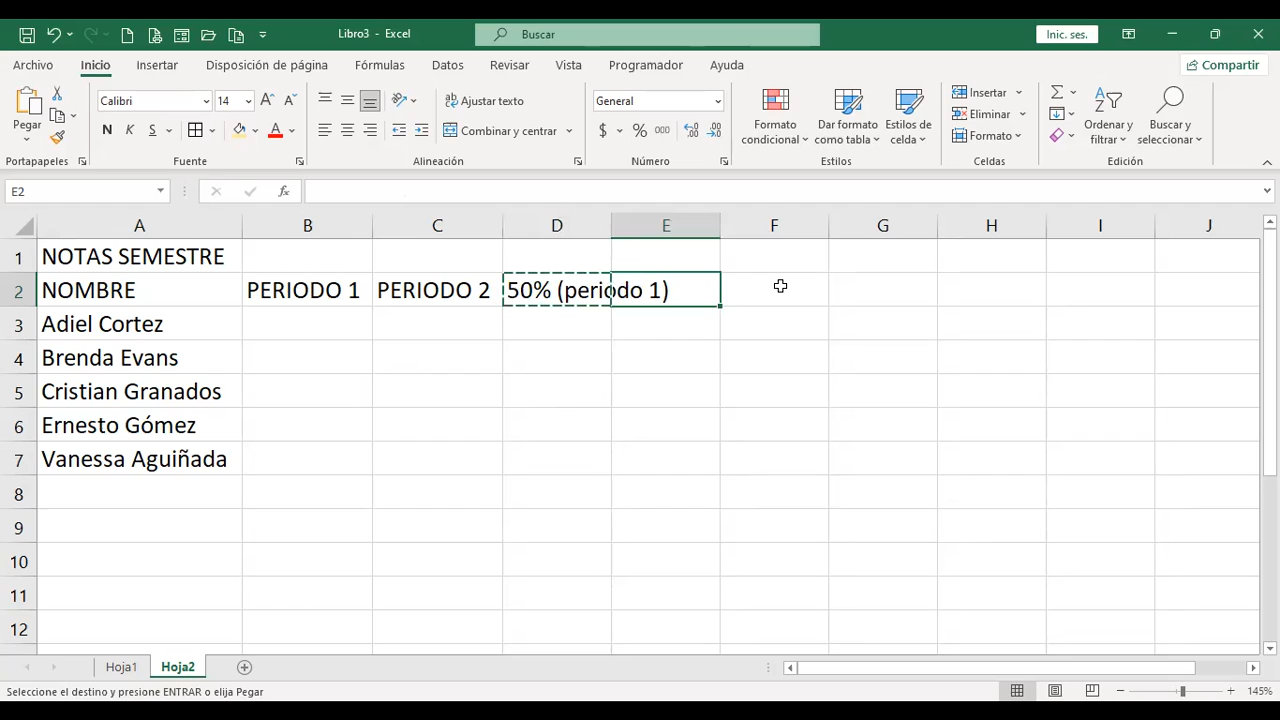 Libro3 - Excel
Buscar
Inic. ses.
Archivo Inicio Insertar Disposición de página Fórmulas Datos Revisar Vista Programador Ayuda
Compartir
Pegar
Portapapeles
Calibri 14
N K S
Fuente
Ajustar texto
Combinar y centrar
Alineación
General
$ % 000
Número
Formato condicional
Dar formato como tabla
Estilos de celda
Estilos
Insertar
Eliminar
Formato
Celdas
Ordenar y filtrar
Buscar y seleccionar
Edición
E2 fx
A B C D E F G H I J
1 NOTAS SEMESTRE
2 NOMBRE PERIODO 1 PERIODO 2 50% (periodo 1)
3 Adiel Cortez
4 Brenda Evans
5 Cristian Granados
6 Ernesto Gómez
7 Vanessa Aguiñada
8
9
10
11
12
Hoja1 Hoja2
Seleccione el destino y presione ENTRAR o elija Pegar
145%